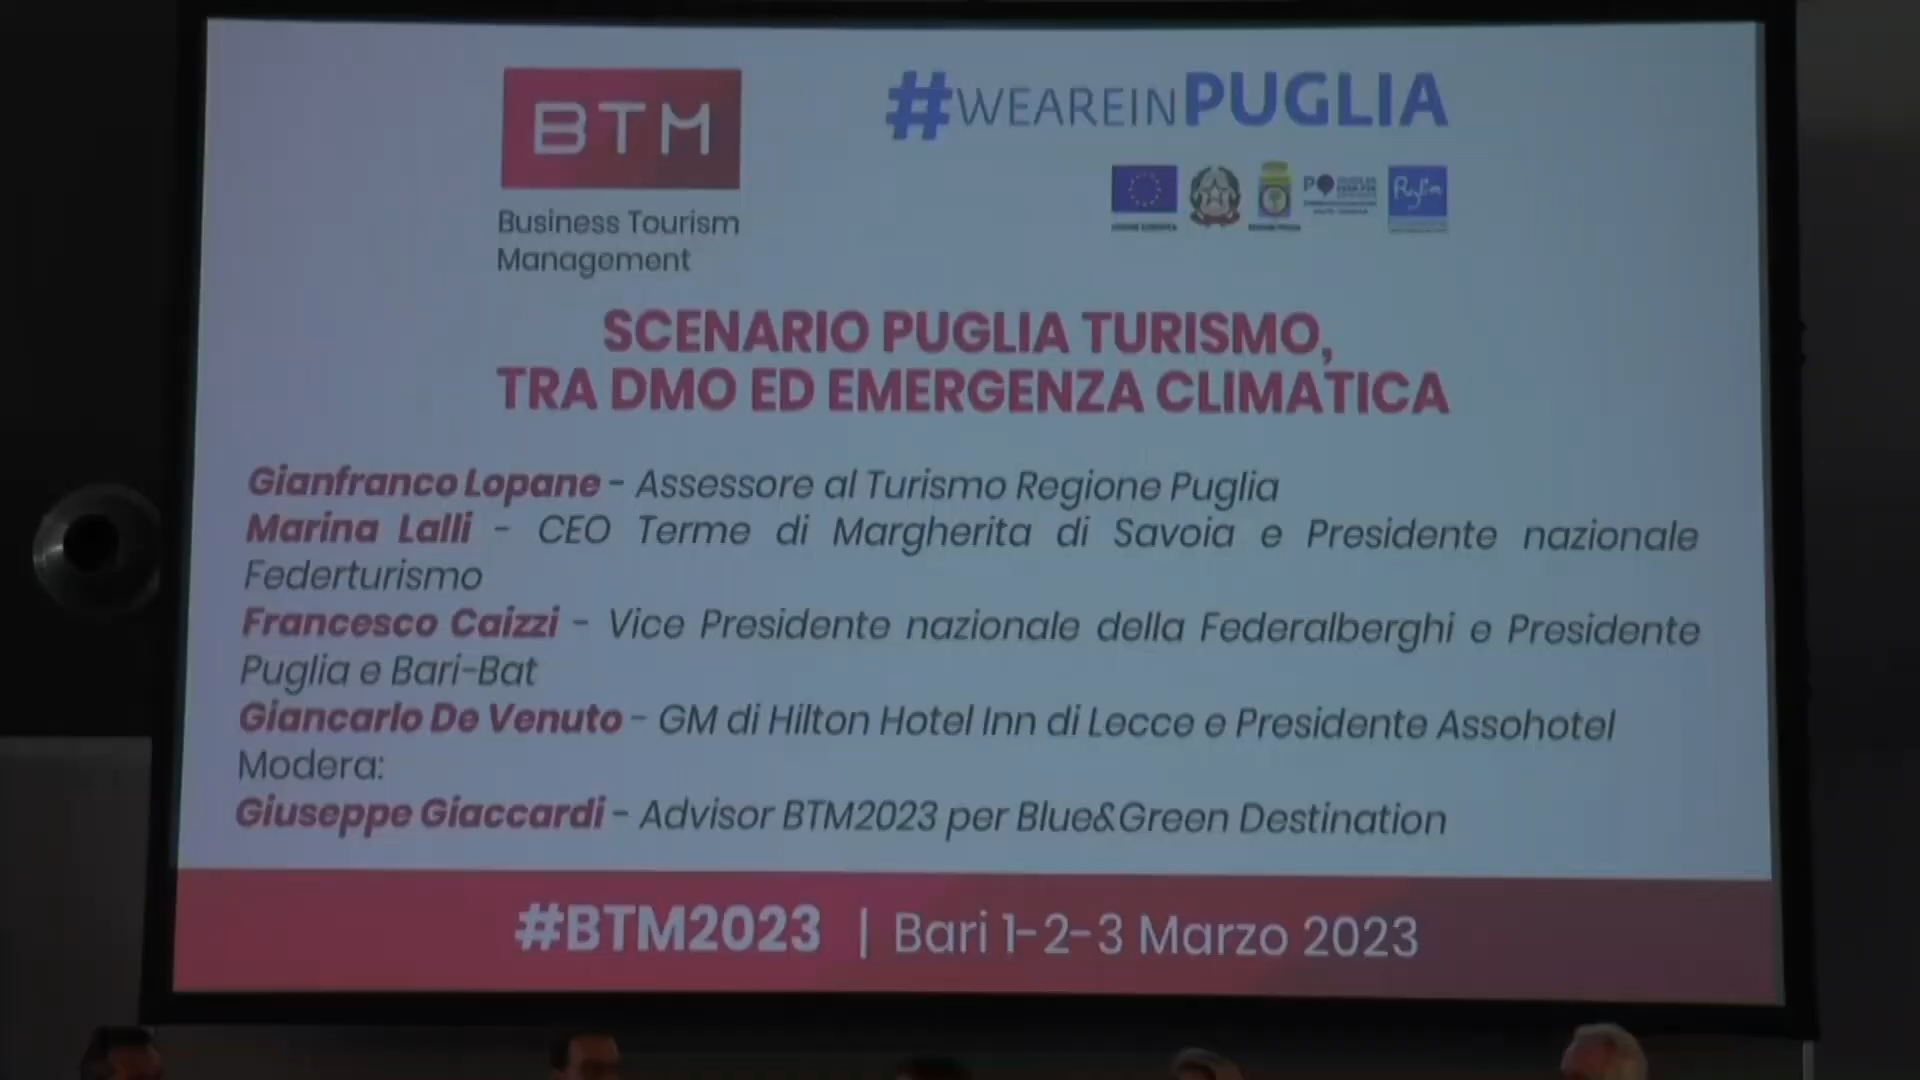 BTM
Business Tourism
Management
#WEAREINPUGLIA
Puglia
SCENARIO PUGLIA TURISMO,
TRA DMO ED EMERGENZA CLIMATICA
Gianfranco Lopane - Assessore al Turismo Regione Puglia
Marina Lalli - CEO Terme di Margherita di Savoia e Presidente nazionale
Federturismo
Francesco Caizzi - Vice Presidente nazionale della Federalberghi e Presidente
Puglia e Bari-Bat
Giancarlo De Venuto - GM di Hilton Hotel Inn di Lecce e Presidente Assohotel
Modera:
Giuseppe Giaccardi - Advisor BTM2023 per Blue&Green Destination
#BTM2023 | Bari 1-2-3 Marzo 2023